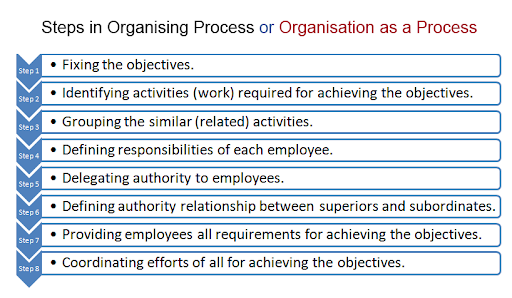 Steps in Organising Process or Organisation as a Process
Step 1 • Fixing the objectives.
Step 2 • Identifying activities (work) required for achieving the objectives.
Step 3 • Grouping the similar (related) activities.
Step 4 • Defining responsibilities of each employee.
Step 5 • Delegating authority to employees.
Step 6 • Defining authority relationship between superiors and subordinates.
Step 7 • Providing employees all requirements for achieving the objectives.
Step 8 • Coordinating efforts of all for achieving the objectives.